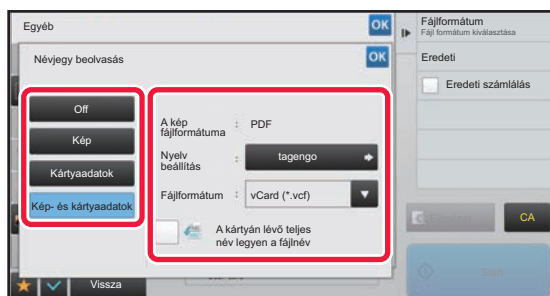 Egyéb
OK
Névjegy beolvasás
OK
Off
Kép
Kártyaadatok
Kép- és kártyaadatok
A kép
fájlformátuma : PDF
Nyelv
beállítás : tagengo
Fájlformátum : vCard (*.vcf)
A kártyán lévő teljes
név legyen a fájlnév
Vissza
Fájlformátum
Fájl formátum kiválasztása
Eredeti
Eredeti számlálás
CA
Start